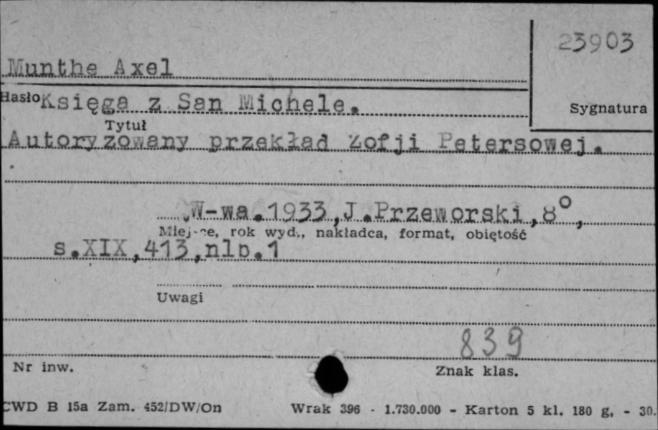 23903
Munthe Axel
Hasło Księga z San Michele. Sygnatura
Tytuł
Autoryzowany przekład Zofji Petersowej.
W-wa.1933,J.Przeworski,8°,
Miejsce, rok wyd., nakładca, format, obiętość
s.XIX,413,nlb.1
Uwagi
839
Nr inw. Znak klas.
CWD B 15a Zam. 452/DW/On Wrak 396 - 1.730.000 - Karton 5 kl. 180 g. - 30.